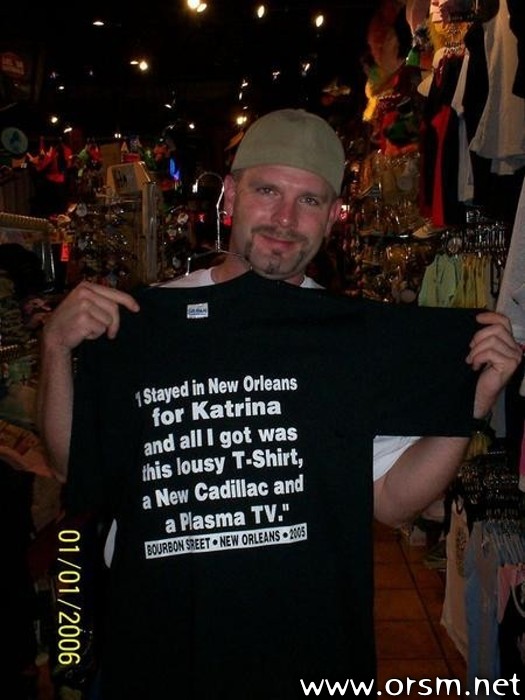 "I Stayed in New Orleans
for Katrina
and all I got was
this lousy T-Shirt,
a New Cadillac and
a Plasma TV."
BOURBON STREET • NEW ORLEANS • 2005
01/01/2006
www.orsm.net